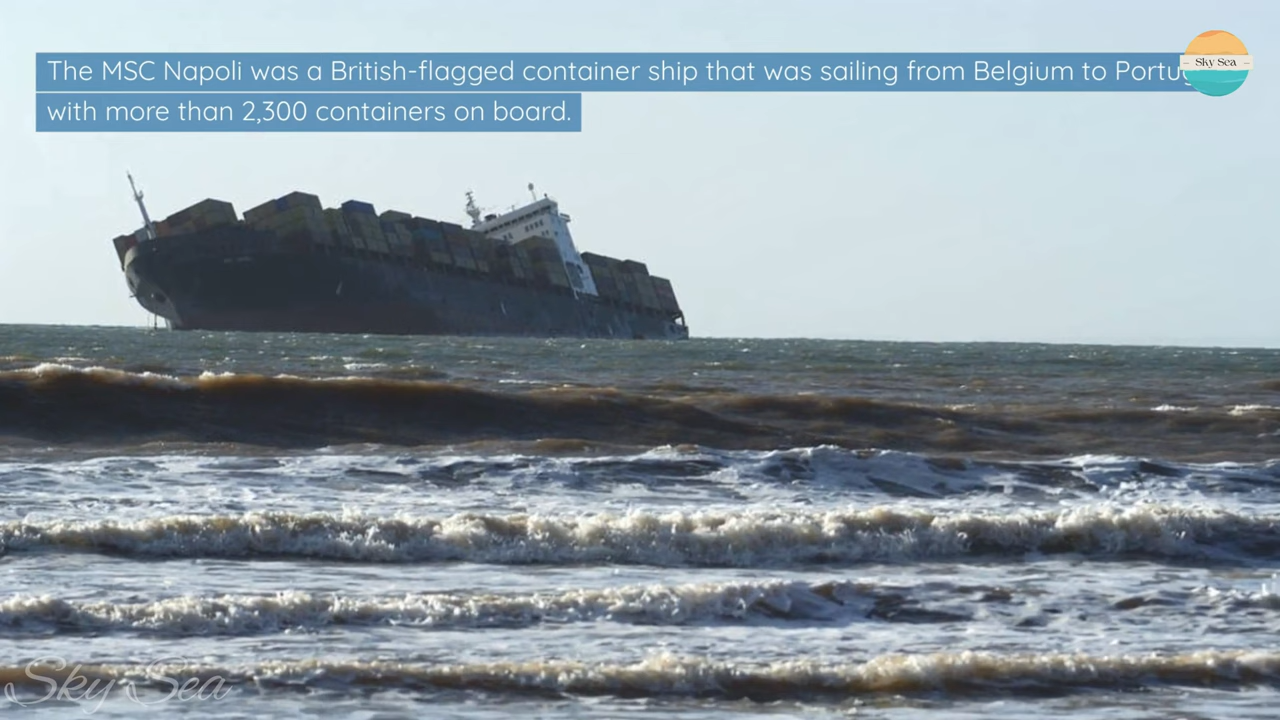 The MSC Napoli was a British-flagged container ship that was sailing from Belgium to
with more than 2,300 containers on board.
Sky Sea
Sky Sea